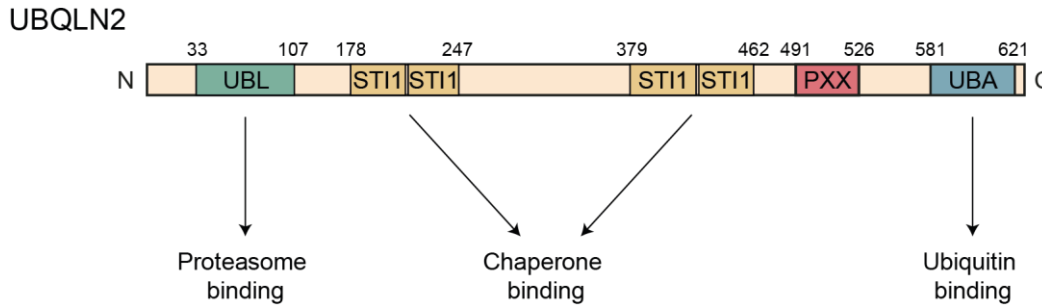 UBQLN2
33 107 178 247 379 462 491 526 581 621
N UBL STI1 STI1 STI1 STI1 PXX UBA
Proteasome Chaperone Ubiquitin
binding binding binding